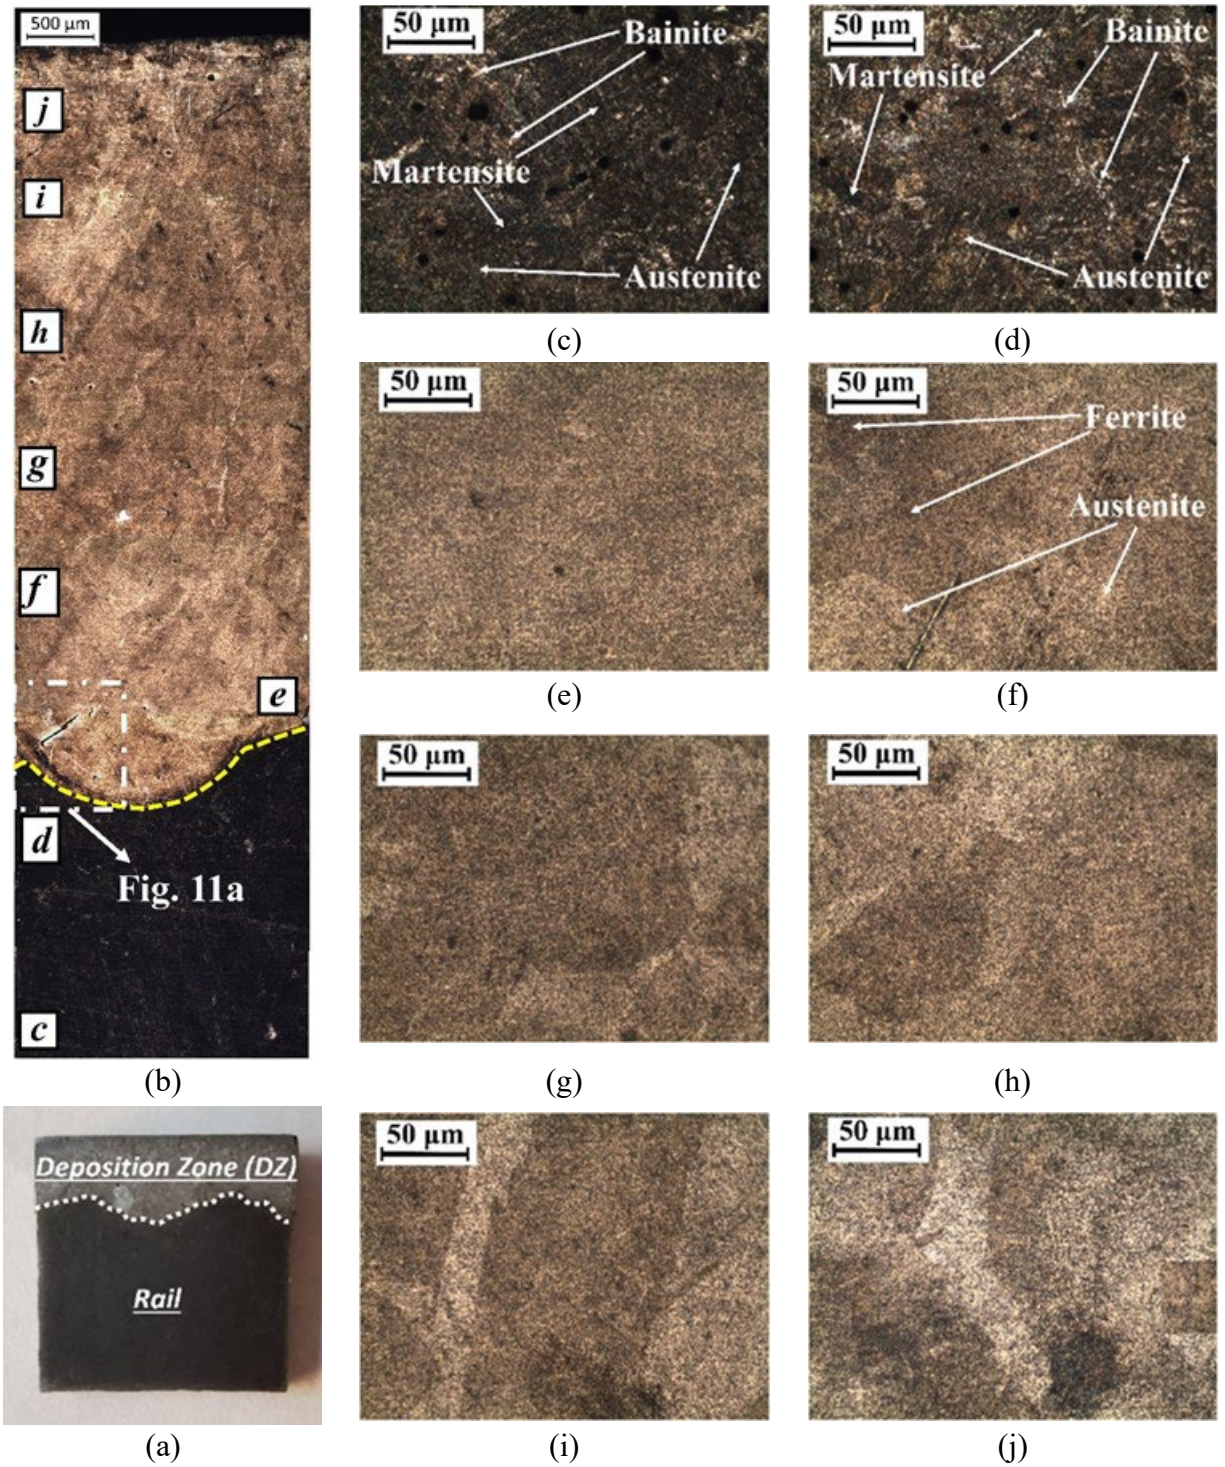 500 µm
j
i
h
g
f
e
d
Fig. 11a
c
(b)
Deposition Zone (DZ)
Rail
(a)
50 µm
Bainite
Martensite
Austenite
(c)
50 µm
Bainite
Martensite
Austenite
(d)
50 µm
(e)
50 µm
Ferrite
Austenite
(f)
50 µm
(g)
50 µm
(h)
50 µm
(i)
50 µm
(j)